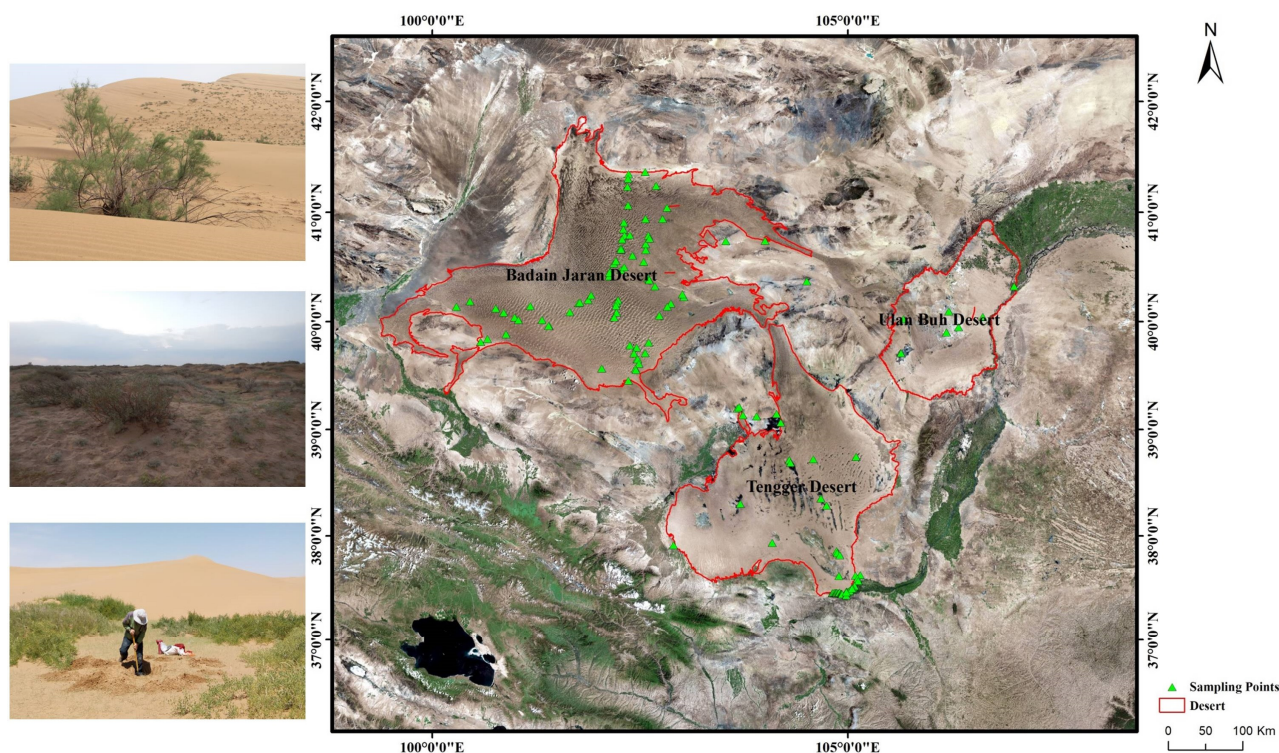 100°0'0"E
105°0'0"E
N
42°0'0"N
42°0'0"N
41°0'0"N
41°0'0"N
Badain Jaran Desert
40°0'0"N
Ulan Buh Desert
40°0'0"N
39°0'0"N
39°0'0"N
Tengger Desert
38°0'0"N
38°0'0"N
37°0'0"N
37°0'0"N
Sampling Points
Desert
0 50 100 Km
100°0'0"E
105°0'0"E